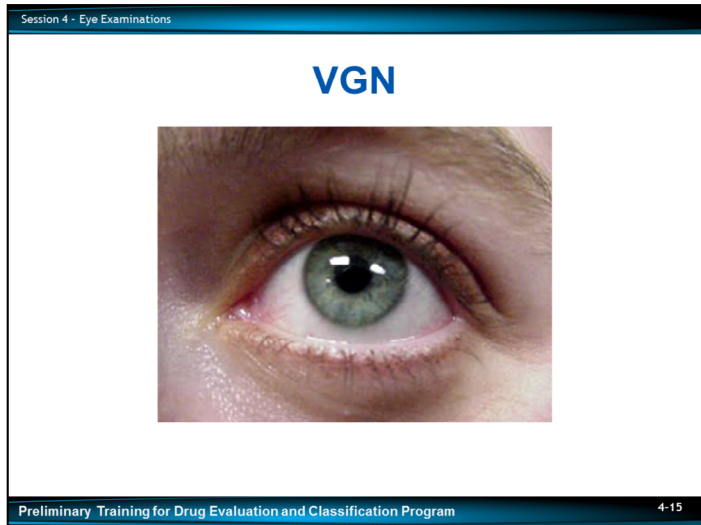 Session 4 - Eye Examinations
VGN
Preliminary Training for Drug Evaluation and Classification Program
4-15